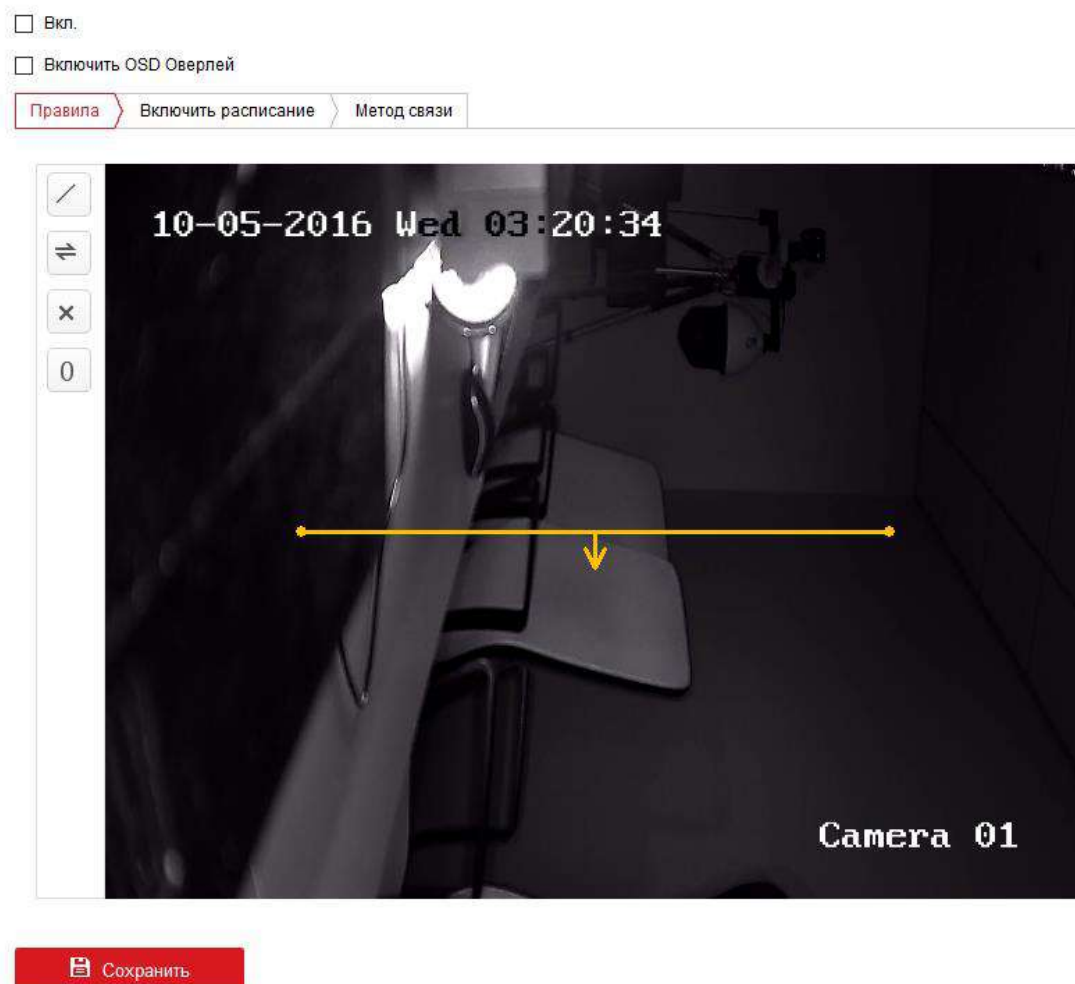 Вкл.
Включить OSD Оверлей
Правила Включить расписание Метод связи
10-05-2016 Wed 03:20:34
0
Camera 01
Сохранить